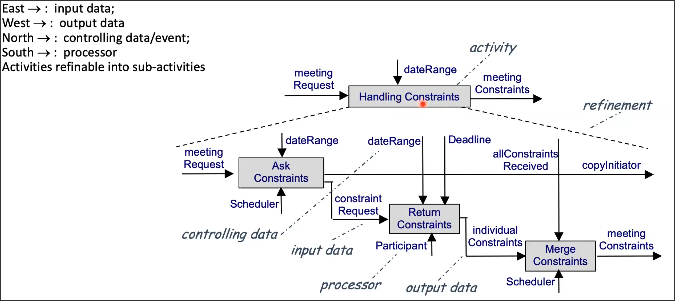 East → : input data;
West → : output data
North → : controlling data/event;
South → : processor
Activities refinable into sub-activities
activity
meeting
Request
dateRange
meeting
Constraints
Handling Constraints
refinement
meeting
Request
dateRange
dateRange
Deadline
allConstraints
Received
copyInitiator
Ask
Constraints
Scheduler
constraint
Request
controlling data
input data
Return
Constraints
Participant
individual
Constraints
meeting
Constraints
Merge
Constraints
processor
output data
Scheduler